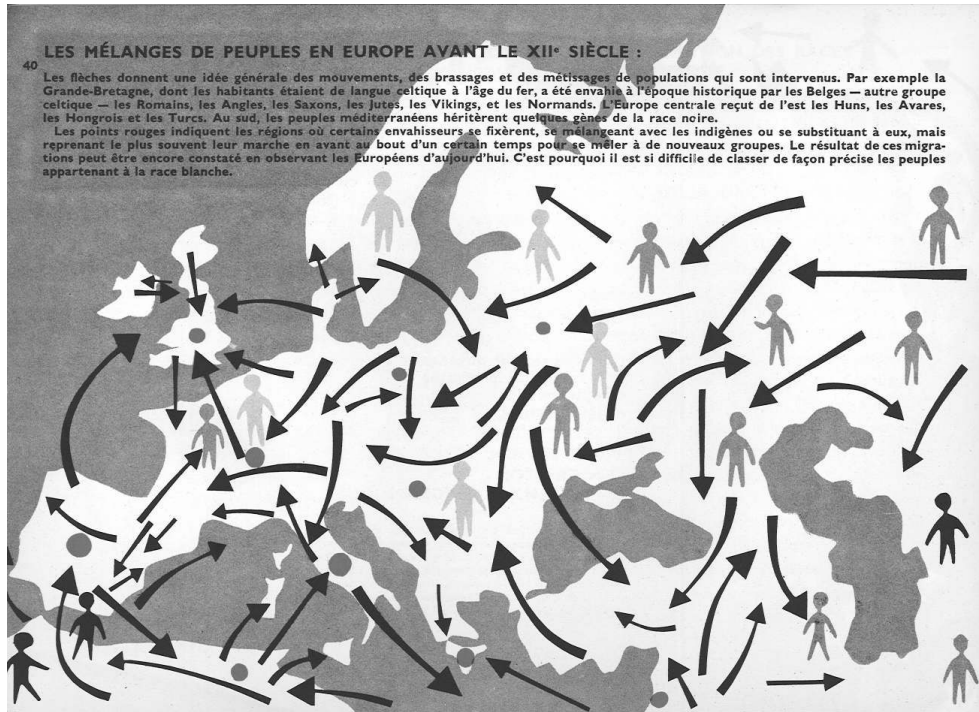 LES MÉLANGES DE PEUPLES EN EUROPE AVANT LE XIIe SIÈCLE :
40
Les flèches donnent une idée générale des mouvements, des brassages et des métissages de populations qui sont intervenus. Par exemple la
Grande-Bretagne, dont les habitants étaient de langue celtique à l'âge du fer, a été envahie à l'époque historique par les Belges — autre groupe
celtique — les Romains, les Angles, les Saxons, les Jutes, les Vikings, et les Normands. L'Europe centrale reçut de l'est les Huns, les Avares,
les Hongrois et les Turcs. Au sud, les peuples méditerranéens héritèrent quelques gènes de la race noire.
Les points rouges indiquent les régions où certains envahisseurs se fixèrent, se mélangeant avec les indigènes ou se substituant à eux, mais
reprenant le plus souvent leur marche en avant au bout d'un certain temps pour se mêler à de nouveaux groupes. Le résultat de ces migra-
tions peut être encore constaté en observant les Européens d'aujourd'hui. C'est pourquoi il est si difficile de classer de façon précise les peuples
appartenant à la race blanche.